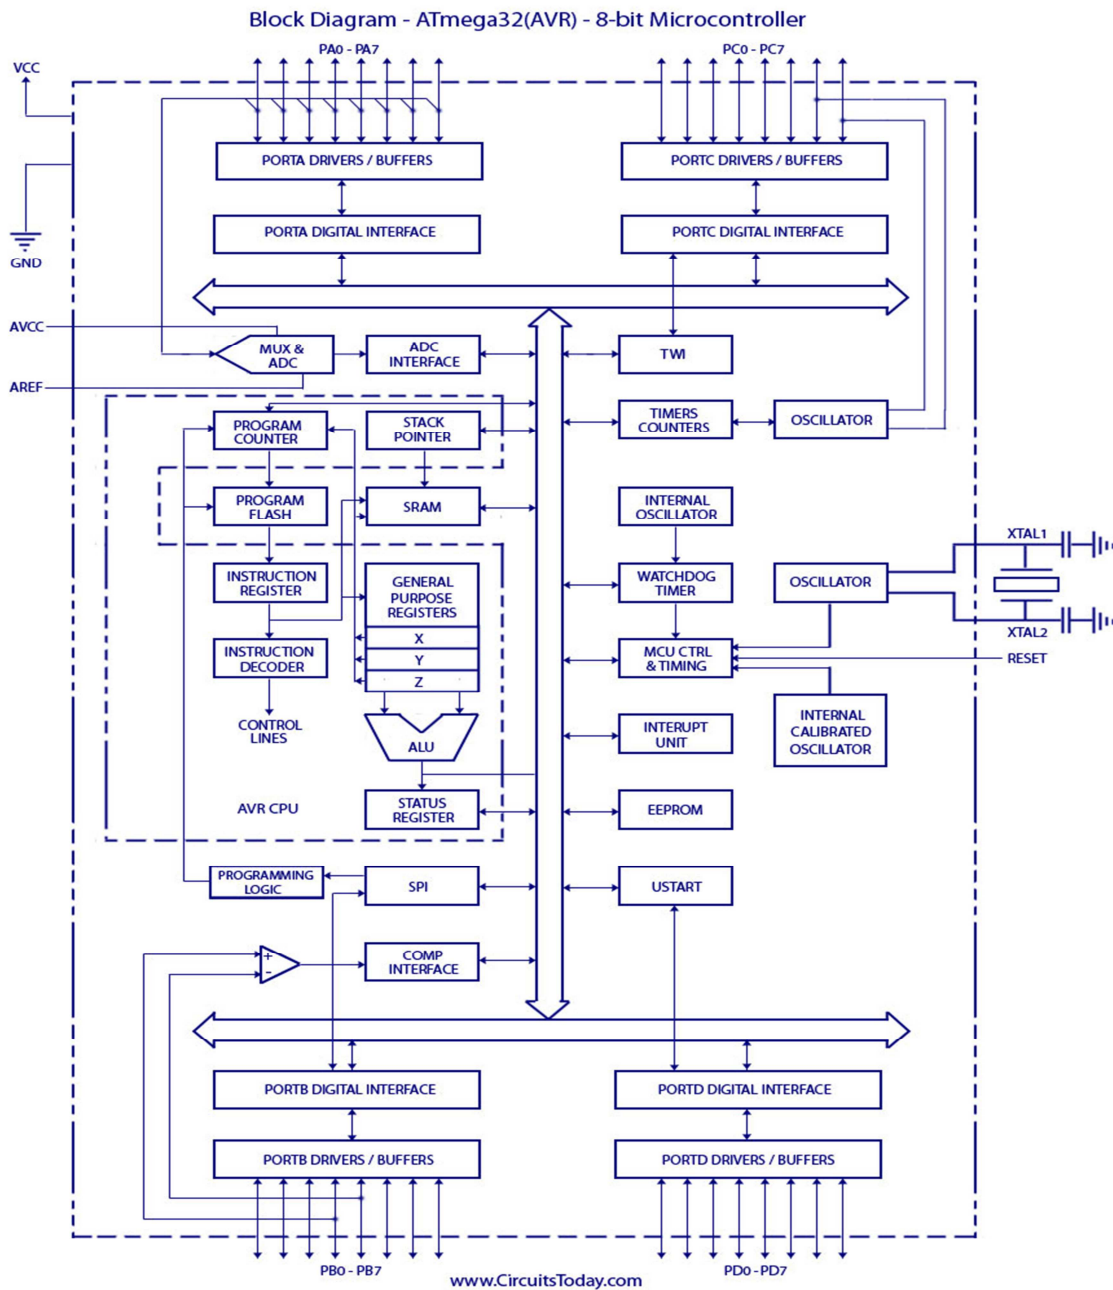 Block Diagram - ATmega32(AVR) - 8-bit Microcontroller
PA0 - PA7
PC0 - PC7
VCC
PORTA DRIVERS / BUFFERS
PORTC DRIVERS / BUFFERS
PORTA DIGITAL INTERFACE
PORTC DIGITAL INTERFACE
GND
AVCC
MUX &
ADC
ADC
INTERFACE
TWI
AREF
PROGRAM
COUNTER
STACK
POINTER
TIMERS
COUNTERS
OSCILLATOR
PROGRAM
FLASH
SRAM
INTERNAL
OSCILLATOR
XTAL1
INSTRUCTION
REGISTER
GENERAL
PURPOSE
REGISTERS
WATCHDOG
TIMER
OSCILLATOR
XTAL2
X
Y
Z
INSTRUCTION
DECODER
MCU CTRL
& TIMING
RESET
CONTROL
LINES
ALU
INTERUPT
UNIT
INTERNAL
CALIBRATED
OSCILLATOR
AVR CPU
STATUS
REGISTER
EEPROM
PROGRAMMING
LOGIC
SPI
USTART
+
-
COMP
INTERFACE
PORTB DIGITAL INTERFACE
PORTD DIGITAL INTERFACE
PORTB DRIVERS / BUFFERS
PORTD DRIVERS / BUFFERS
PB0 - PB7
PD0 - PD7
www.CircuitsToday.com